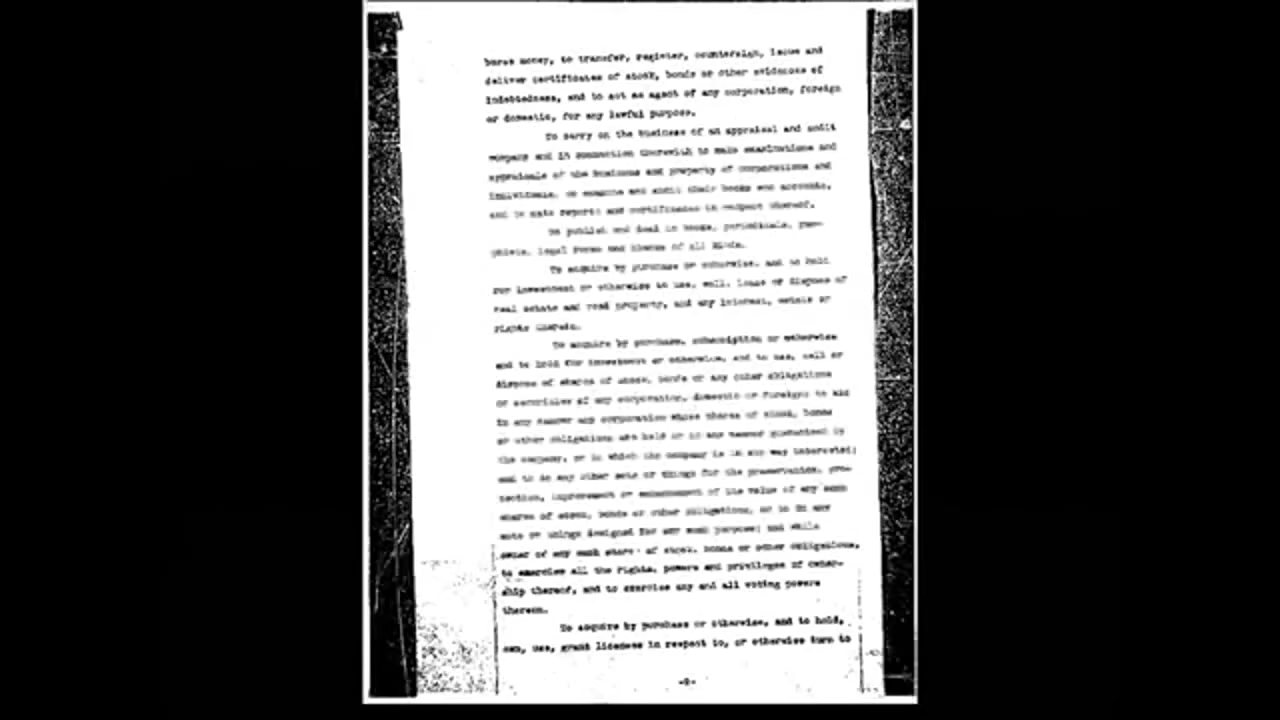 burse money, to transfer, register, countersign, issue and
deliver certificates of stock, bonds or other evidences of
indebtedness, and to act as agent of any corporation, foreign
or domestic, for any lawful purpose.
To carry on the business of an appraisal and audit
company and in connection therewith to make examinations and
appraisals of the business and property of corporations and
individuals, to examine and audit their books and accounts,
and to make reports and certificates in respect thereof.
To publish and deal in books, periodicals, pam-
phlets, legal forms and blanks of all kinds.
To acquire by purchase or otherwise, and to hold
for investment or otherwise to use, sell, lease or dispose of
real estate and real property, and any interest, estate or
rights therein.
To acquire by purchase, subscription or otherwise
and to hold for investment or otherwise, and to use, sell or
dispose of shares of stock, bonds or any other obligations
or securities of any corporation, domestic or foreign; to aid
in any manner any corporation whose shares of stock, bonds
or other obligations are held or in any manner guaranteed by
the company, or in which the company is in any way interested;
and to do any other acts or things for the preservation, pro-
tection, improvement or enhancement of the value of any such
shares of stock, bonds or other obligations, or to do any
acts or things designed for any such purpose; and while
owner of any such shares of stock, bonds or other obligations,
to exercise all the rights, powers and privileges of owner-
ship thereof, and to exercise any and all voting powers
thereon.
To acquire by purchase or otherwise, and to hold,
own, use, grant licenses in respect to, or otherwise turn to